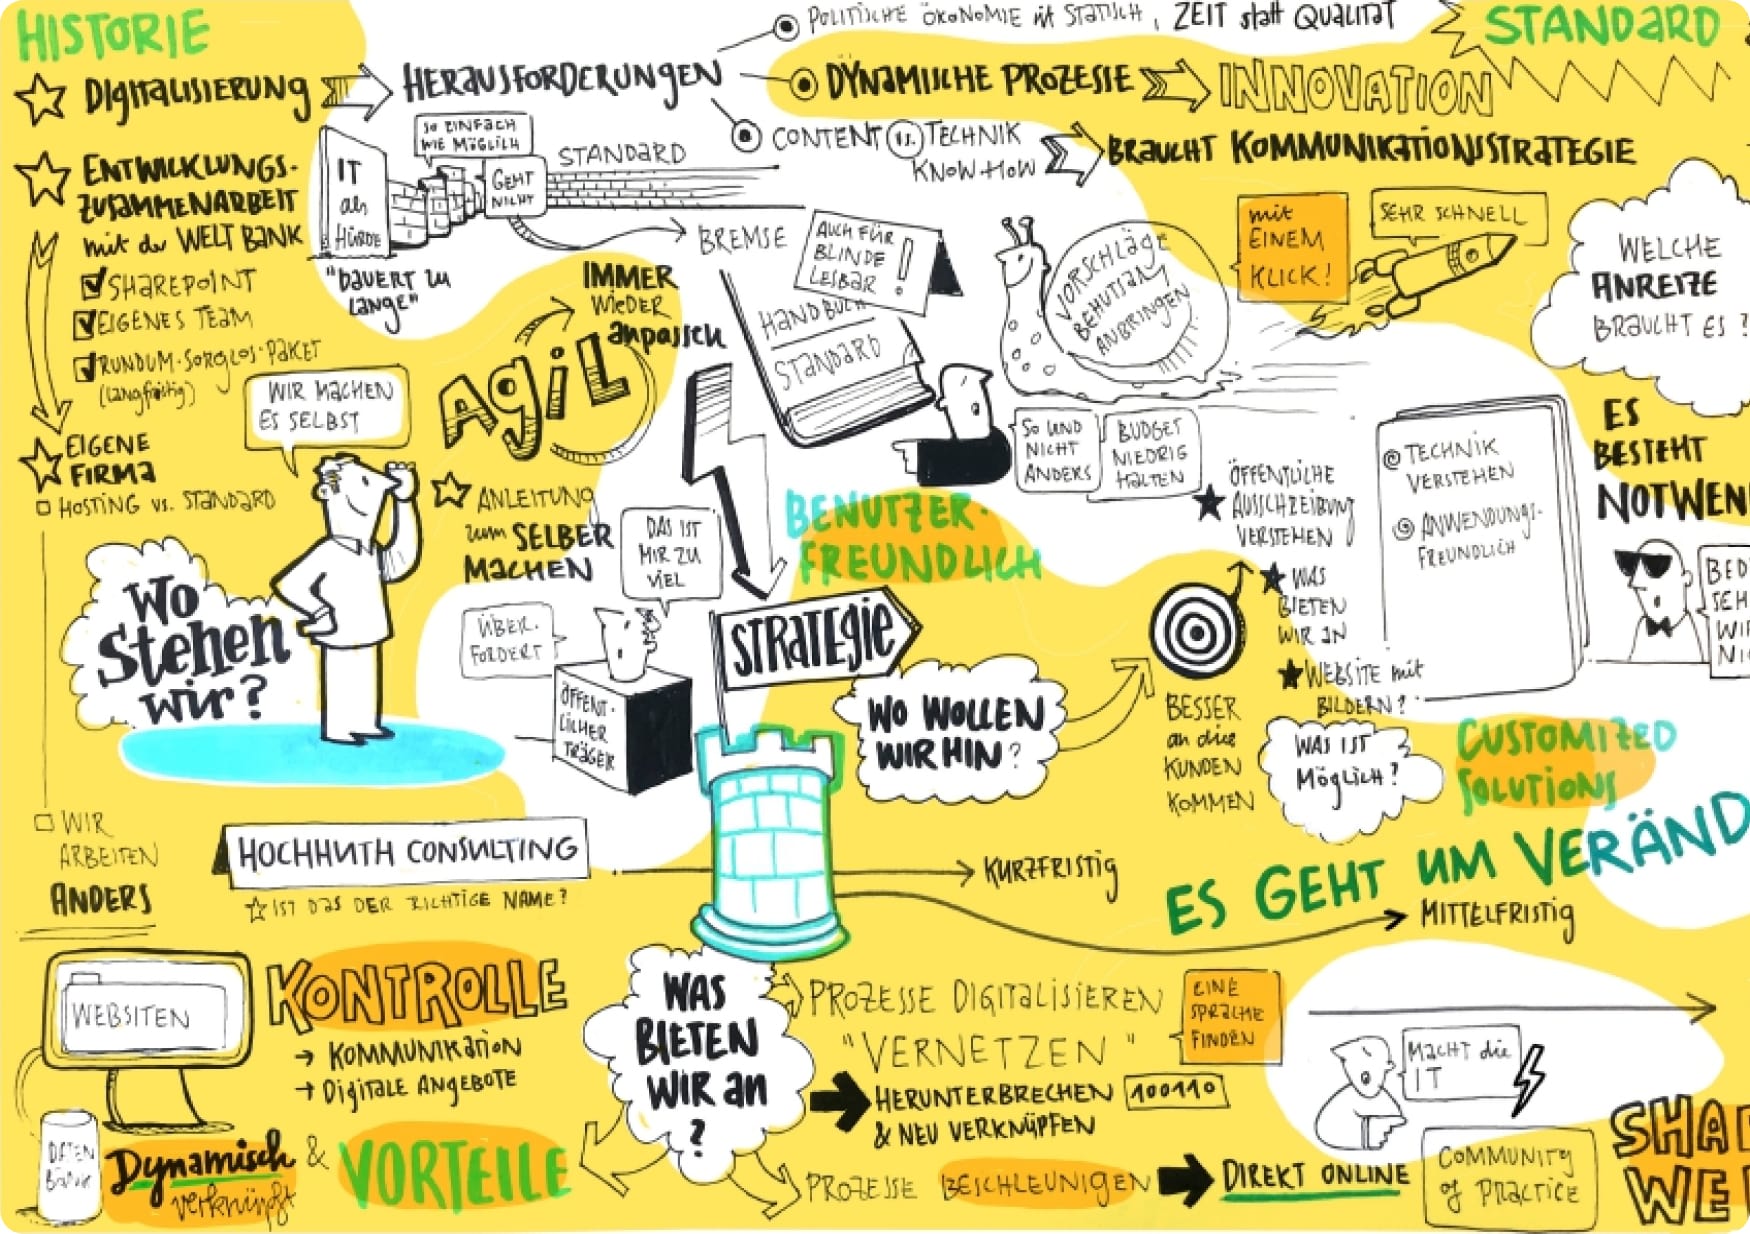 HISTORIE
DIGITALISIERUNG
HERAUSFORDERUNGEN
POLITISCHE ÖKONOMIE ist STATISCH, ZEIT statt QUALITÄT
DYNAMISCHE PROZESSE
INNOVATION
STANDARD
CONTENT vs. TECHNIK
KNOW HOW
BRAUCHT KOMMUNIKATIONSSTRATEGIE
ENTWICKLUNGS-
ZUSAMMENARBEIT
mit der WELT BANK
SHAREPOINT
EIGENES TEAM
RUNDUM-SORGLOS-PAKET
(langfristig)
EIGENE
FIRMA
HOSTING vs. STANDARD
IT
als
HÜRDE
SO EINFACH
WIE MÖGLICH
GEHT
NICHT
STANDARD
"DAUERT ZU
LANGE"
BREMSE
AUCH FÜR
BLINDE
LESBAR!
HANDBUCH
STANDARD
VORSCHLÄGE
BEHUTSAM
ANBRINGEN
mit
EINEM
KLICK!
SEHR SCHNELL
WELCHE
ANREIZE
BRAUCHT ES?
WIR MACHEN
ES SELBST
AGIL
IMMER
WIEDER
anpassen
ANLEITUNG
zum SELBER
MACHEN
DAS IST
MIR ZU
VIEL
ÜBER-
FORDERT
ÖFFENT-
LICHER
TRÄGER
SO UND
NICHT
ANDERS
BUDGET
NIEDRIG
HALTEN
BENUTZER-
FREUNDLICH
ÖFFENTLICHE
AUSSCHREIBUNG
VERSTEHEN
WAS
BIETEN
WIR AN
WEBSITE mit
BILDERN?
TECHNIK
VERSTEHEN
ANWENDUNGS-
FREUNDLICH
ES
BESTEHT
NOTWEN
BED
SEH
WI
NI
WO
Stehen
wir?
STRATEGIE
WO WOLLEN
WIR HIN?
BESSER
an die
KUNDEN
KOMMEN
WAS IST
MÖGLICH?
CUSTOMIZED
SOLUTIONS
WIR
ARBEITEN
ANDERS
HOCHHUTH CONSULTING
IST DAS DER RICHTIGE NAME?
KURZFRISTIG
ES GEHT UM VERÄND
MITTELFRISTIG
WEBSITEN
KONTROLLE
KOMMUNIKATION
DIGITALE ANGEBOTE
DATEN
BANK
Dynamisch
verknüpft
& VORTEILE
WAS
BIETEN
WIR AN
?
PROZESSE DIGITALISIEREN
"VERNETZEN"
EINE
SPRACHE
FINDEN
HERUNTERBRECHEN
& NEU VERKNÜPFEN
100110
PROZESSE BESCHLEUNIGEN
DIREKT ONLINE
MACHT die
IT
COMMUNITY
of PRACTICE
SHA
WE